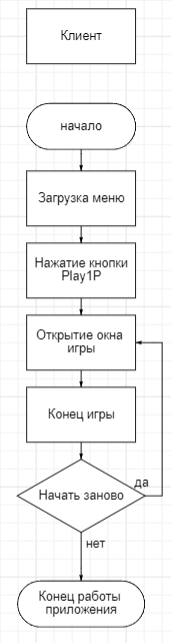 Клиент
начало
Загрузка меню
Нажатие кнопки
Play1P
Открытие окна
игры
Конец игры
Начать заново
да
нет
Конец работы
приложения